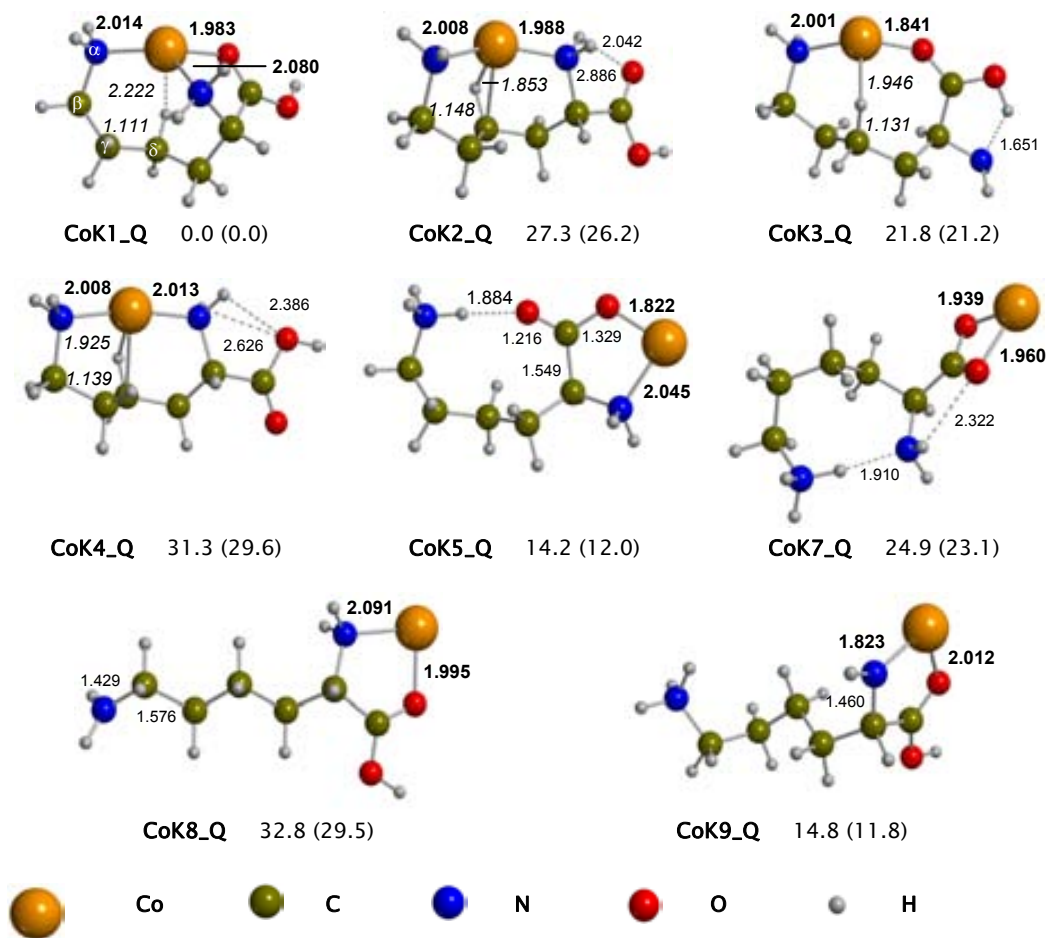 2.014 1.983
α
2.080
2.222
β
1.111
γ δ
CoK1_Q 0.0 (0.0)
2.008 1.988 2.042
2.886
1.853
1.148
CoK2_Q 27.3 (26.2)
2.001 1.841
1.946
1.131
1.651
CoK3_Q 21.8 (21.2)
2.008 2.013
2.386
1.925 2.626
1.139
CoK4_Q 31.3 (29.6)
1.884 1.822
1.216 1.329
1.549
2.045
CoK5_Q 14.2 (12.0)
1.939
1.960
2.322
1.910
CoK7_Q 24.9 (23.1)
2.091
1.995
1.429
1.576
CoK8_Q 32.8 (29.5)
1.823
2.012
1.460
CoK9_Q 14.8 (11.8)
Co C N O H